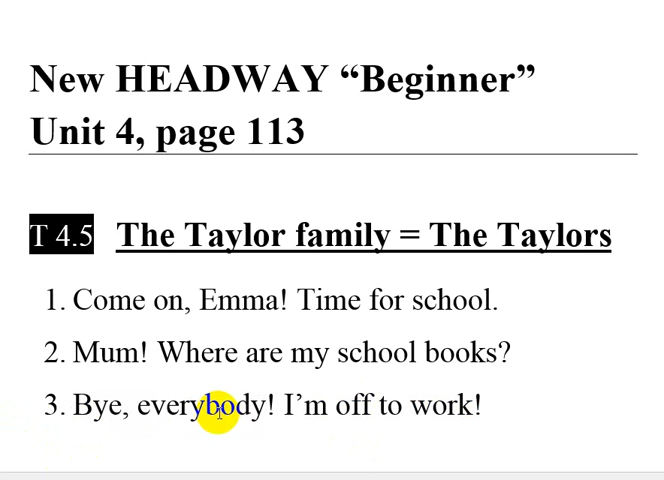 New HEADWAY “Beginner”
Unit 4, page 113
T 4.5 The Taylor family = The Taylors
1. Come on, Emma! Time for school.
2. Mum! Where are my school books?
3. Bye, everybody! I’m off to work!